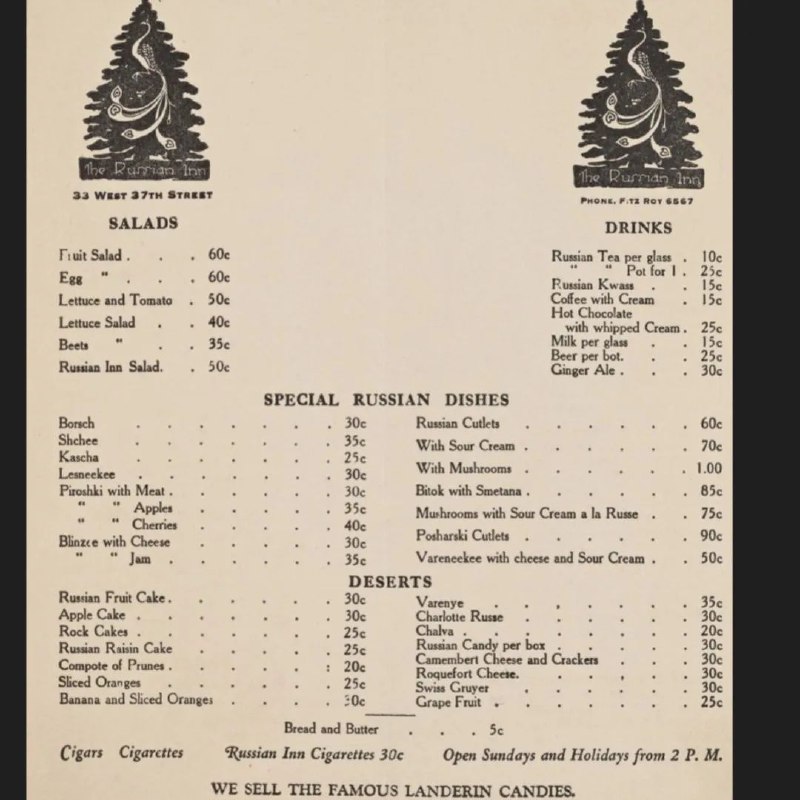 The Russian Inn
33 WEST 37TH STREET
The Russian Inn
PHONE, FITZ ROY 6567
SALADS
Fruit Salad . . . 60c
Egg " . . . 60c
Lettuce and Tomato . 50c
Lettuce Salad . . 40c
Beets " . . 35c
Russian Inn Salad. . 50c
DRINKS
Russian Tea per glass . 10c
" " Pot for 1 . 25c
Russian Kwass . . 15c
Coffee with Cream . 15c
Hot Chocolate
with whipped Cream . 25c
Milk per glass . . 15c
Beer per bot. . . 25c
Ginger Ale . . . 30c
SPECIAL RUSSIAN DISHES
Borsch . . . . . . . 30c
Shchee . . . . . . . 35c
Kascha . . . . . . . 25c
Lesneekee . . . . . . . 30c
Piroshki with Meat . . . . . . 30c
" " Apples . . . . . 35c
" " Cherries . . . . . 40c
Blinzce with Cheese . . . . . 30c
" " Jam . . . . . . 35c
Russian Cutlets . . . . . . 60c
With Sour Cream . . . . . . 70c
With Mushrooms . . . . . . 1.00
Bitok with Smetana . . . . . . 85c
Mushrooms with Sour Cream a la Russe . . 75c
Posharski Cutlets . . . . . . 90c
Vareneekee with cheese and Sour Cream . . 50c
DESERTS
Russian Fruit Cake . . . . . . 30c
Apple Cake . . . . . . . 30c
Rock Cakes . . . . . . . 25c
Russian Raisin Cake . . . . . 25c
Compote of Prunes . . . . . : 20c
Sliced Oranges . . . . . . 25c
Banana and Sliced Oranges . . . .
Varenye . . . . . . . 35c
Charlotte Russe . . . . . . 30c
Chalva . . . . . . . 20c
Russian Candy per box . . . . . 30c
Camembert Cheese and Crackers . . . 30c
Roquefort Cheese. . . . . . 30c
Swiss Gruyer . . . . . . 30c
Grape Fruit . . . . . . . 25c
Bread and Butter . . . 5c
Cigars Cigarettes Russian Inn Cigarettes 30c Open Sundays and Holidays from 2 P. M.
WE SELL THE FAMOUS LANDERIN CANDIES.